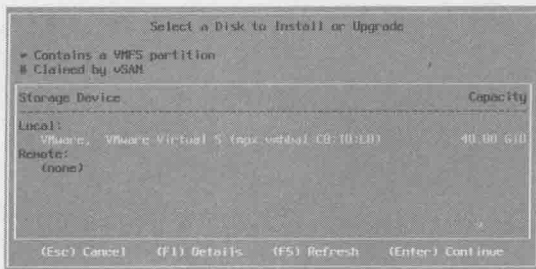 Select a Disk to Install or Upgrade
* Contains a VMFS partition
# Claimed by vSAN
Storage Device Capacity
Local:
VMware, VMware Virtual S (mpx.vmhba1:C0:T0:L0) 40.00 GiB
Remote:
(none)
(Esc) Cancel (F1) Details (F5) Refresh (Enter) Continue